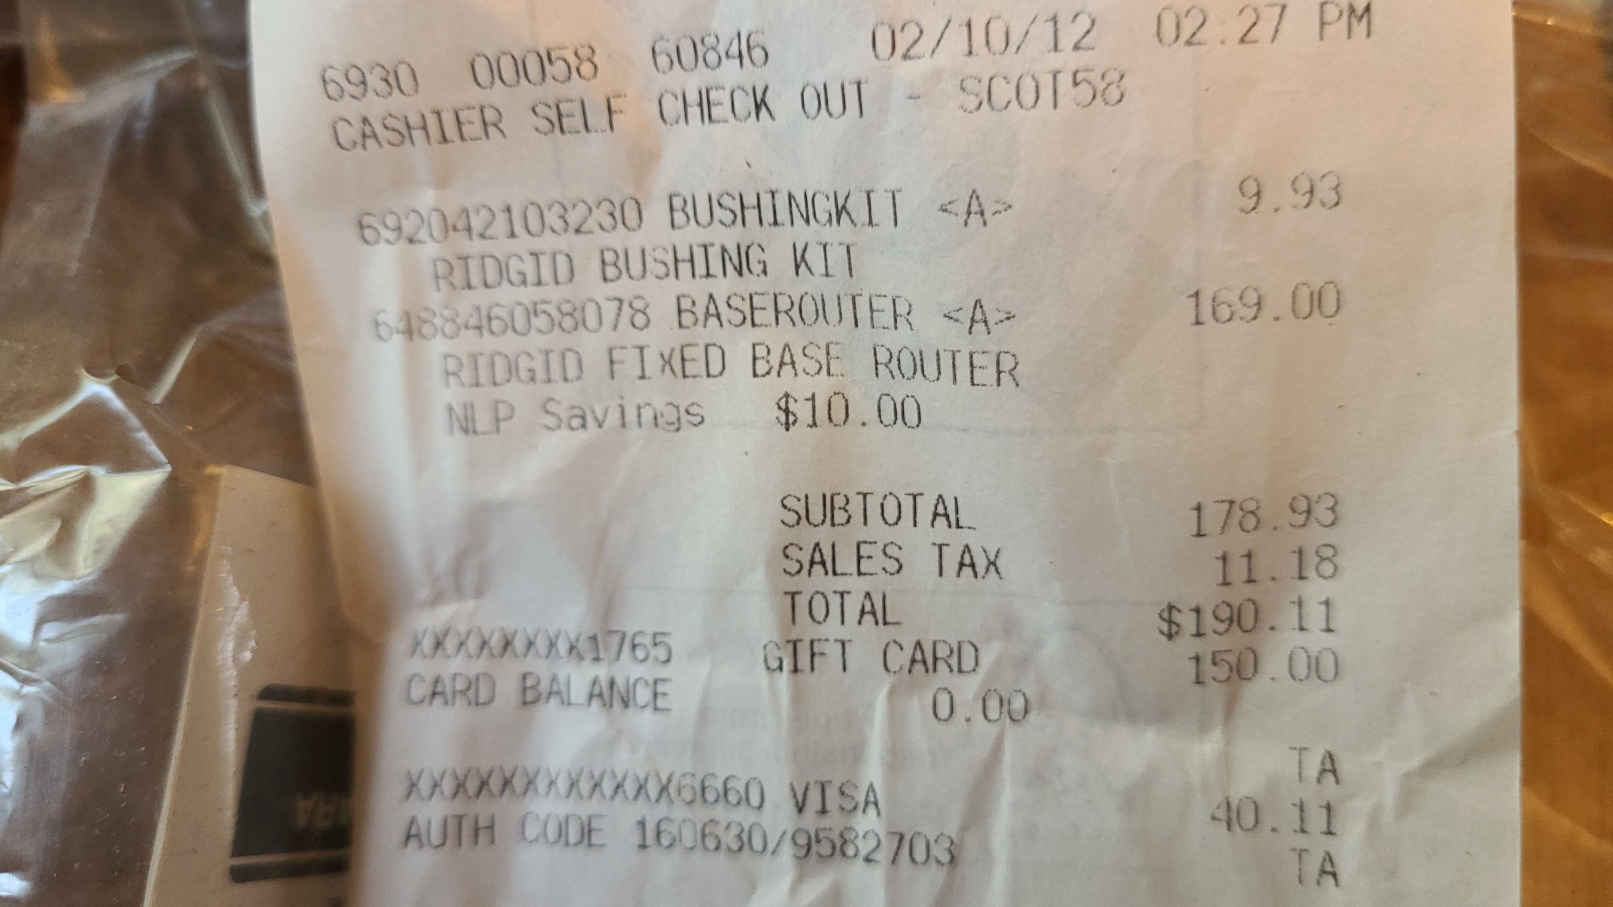 6930 00058 60846 02/10/12 02:27 PM
CASHIER SELF CHECK OUT - SCOT58
692042103230 BUSHINGKIT <A> 9.93
RIDGID BUSHING KIT
648846058078 BASEROUTER <A> 169.00
RIDGID FIXED BASE ROUTER
NLP Savings $10.00
SUBTOTAL 178.93
SALES TAX 11.18
TOTAL $190.11
XXXXXXXX1765 GIFT CARD 150.00
CARD BALANCE 0.00
TA
XXXXXXXXXXXX6660 VISA 40.11
AUTH CODE 160630/9582703 TA